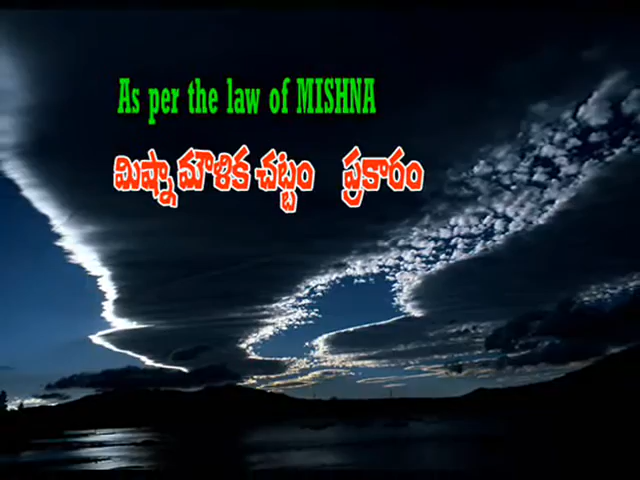 As per the law of MISHNA
మిష్నా మౌళిక చట్టం ప్రకారం